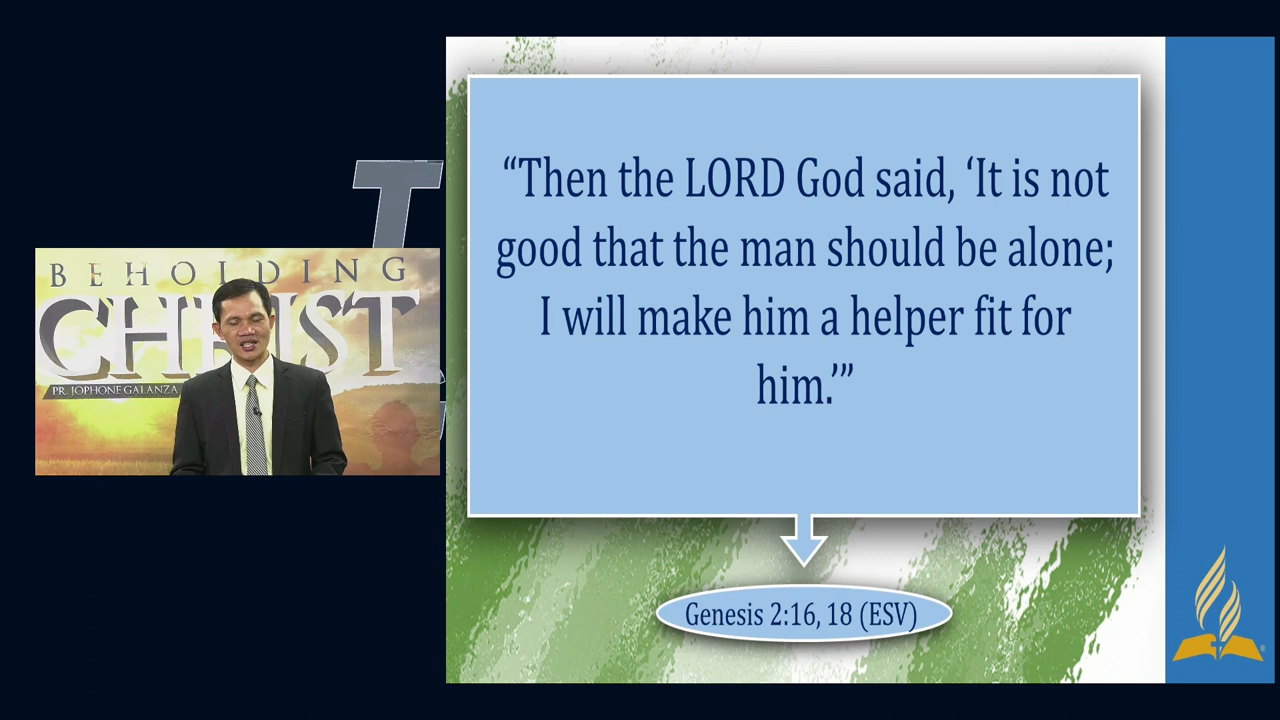 BEHOLDING
CHRIST
PR. JOPHONE GALANZA
T
“Then the LORD God said, ‘It is not
good that the man should be alone;
I will make him a helper fit for
him.’”
Genesis 2:16, 18 (ESV)
®